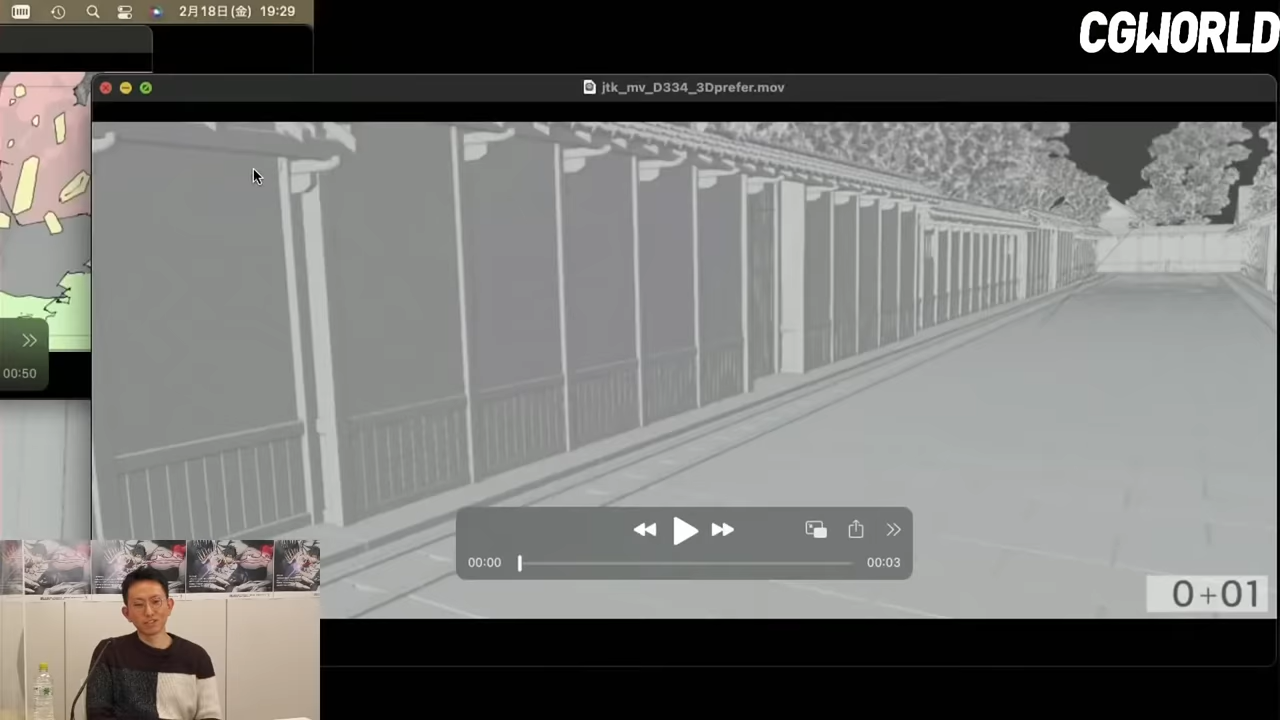 2月18日(金) 19:29
CGWORLD
jtk_mv_D334_3Dprefer.mov
00:50
00:00
00:03
0+01